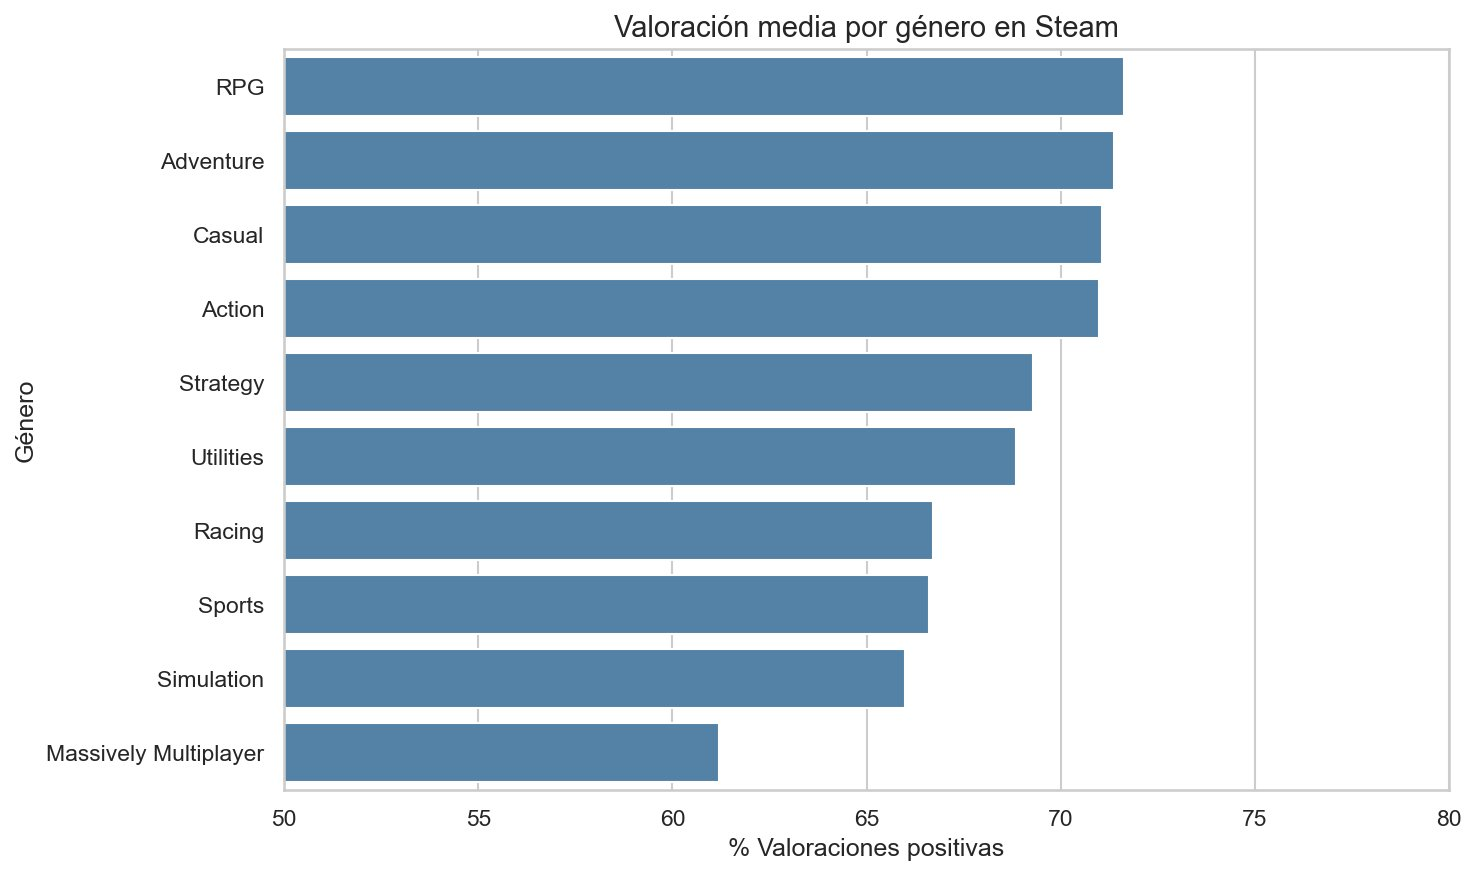 Valoración media por género en Steam
Género
RPG
Adventure
Casual
Action
Strategy
Utilities
Racing
Sports
Simulation
Massively Multiplayer
50 55 60 65 70 75 80
% Valoraciones positivas